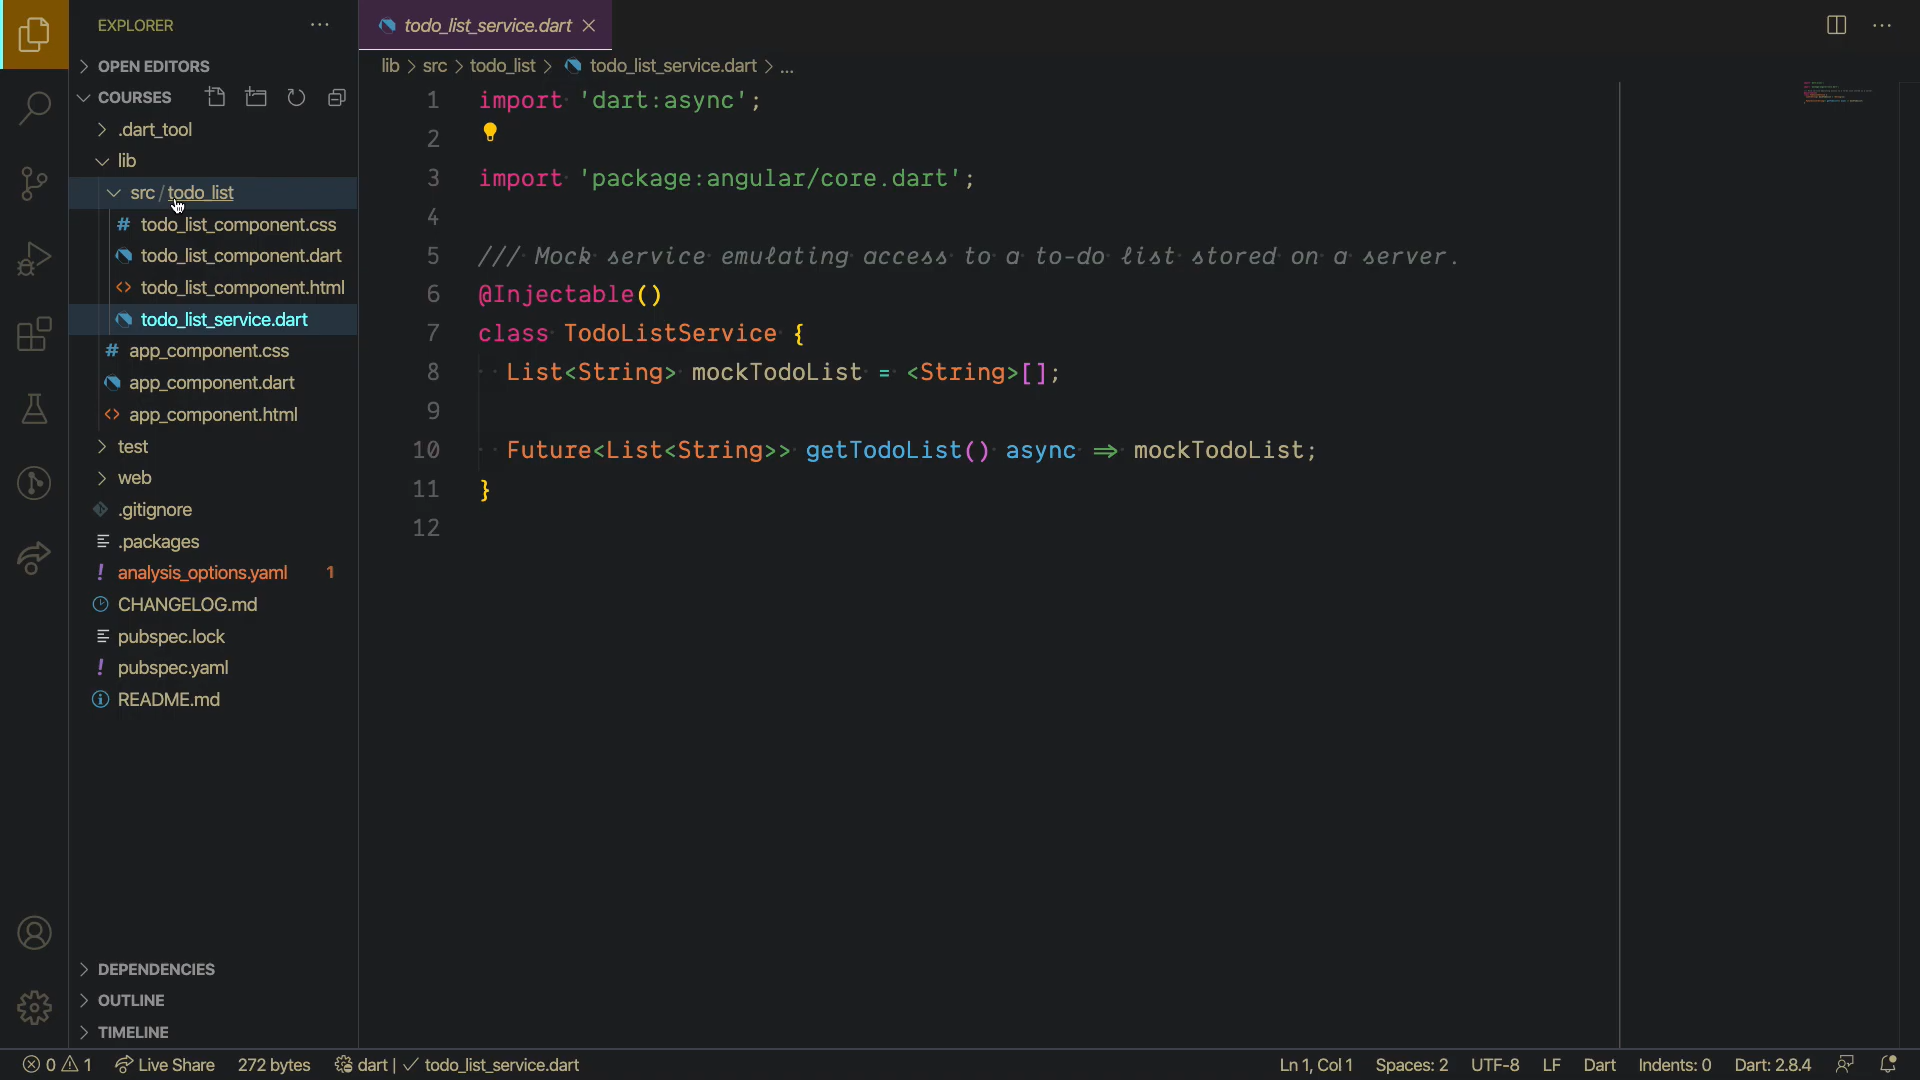 EXPLORER
OPEN EDITORS
COURSES
.dart_tool
lib
src / todo_list
# todo_list_component.css
todo_list_component.dart
<> todo_list_component.html
todo_list_service.dart
# app_component.css
app_component.dart
<> app_component.html
test
web
.gitignore
.packages
! analysis_options.yaml 1
CHANGELOG.md
pubspec.lock
! pubspec.yaml
README.md
DEPENDENCIES
OUTLINE
TIMELINE
todo_list_service.dart
lib > src > todo_list > todo_list_service.dart > ...
1 import 'dart:async';
2
3 import 'package:angular/core.dart';
4
5 /// Mock service emulating access to a to-do list stored on a server.
6 @Injectable()
7 class TodoListService {
8 List<String> mockTodoList = <String>[];
9
10 Future<List<String>> getTodoList() async => mockTodoList;
11 }
12
0 1 Live Share 272 bytes dart | ✓ todo_list_service.dart Ln 1, Col 1 Spaces: 2 UTF-8 LF Dart Indents: 0 Dart: 2.8.4